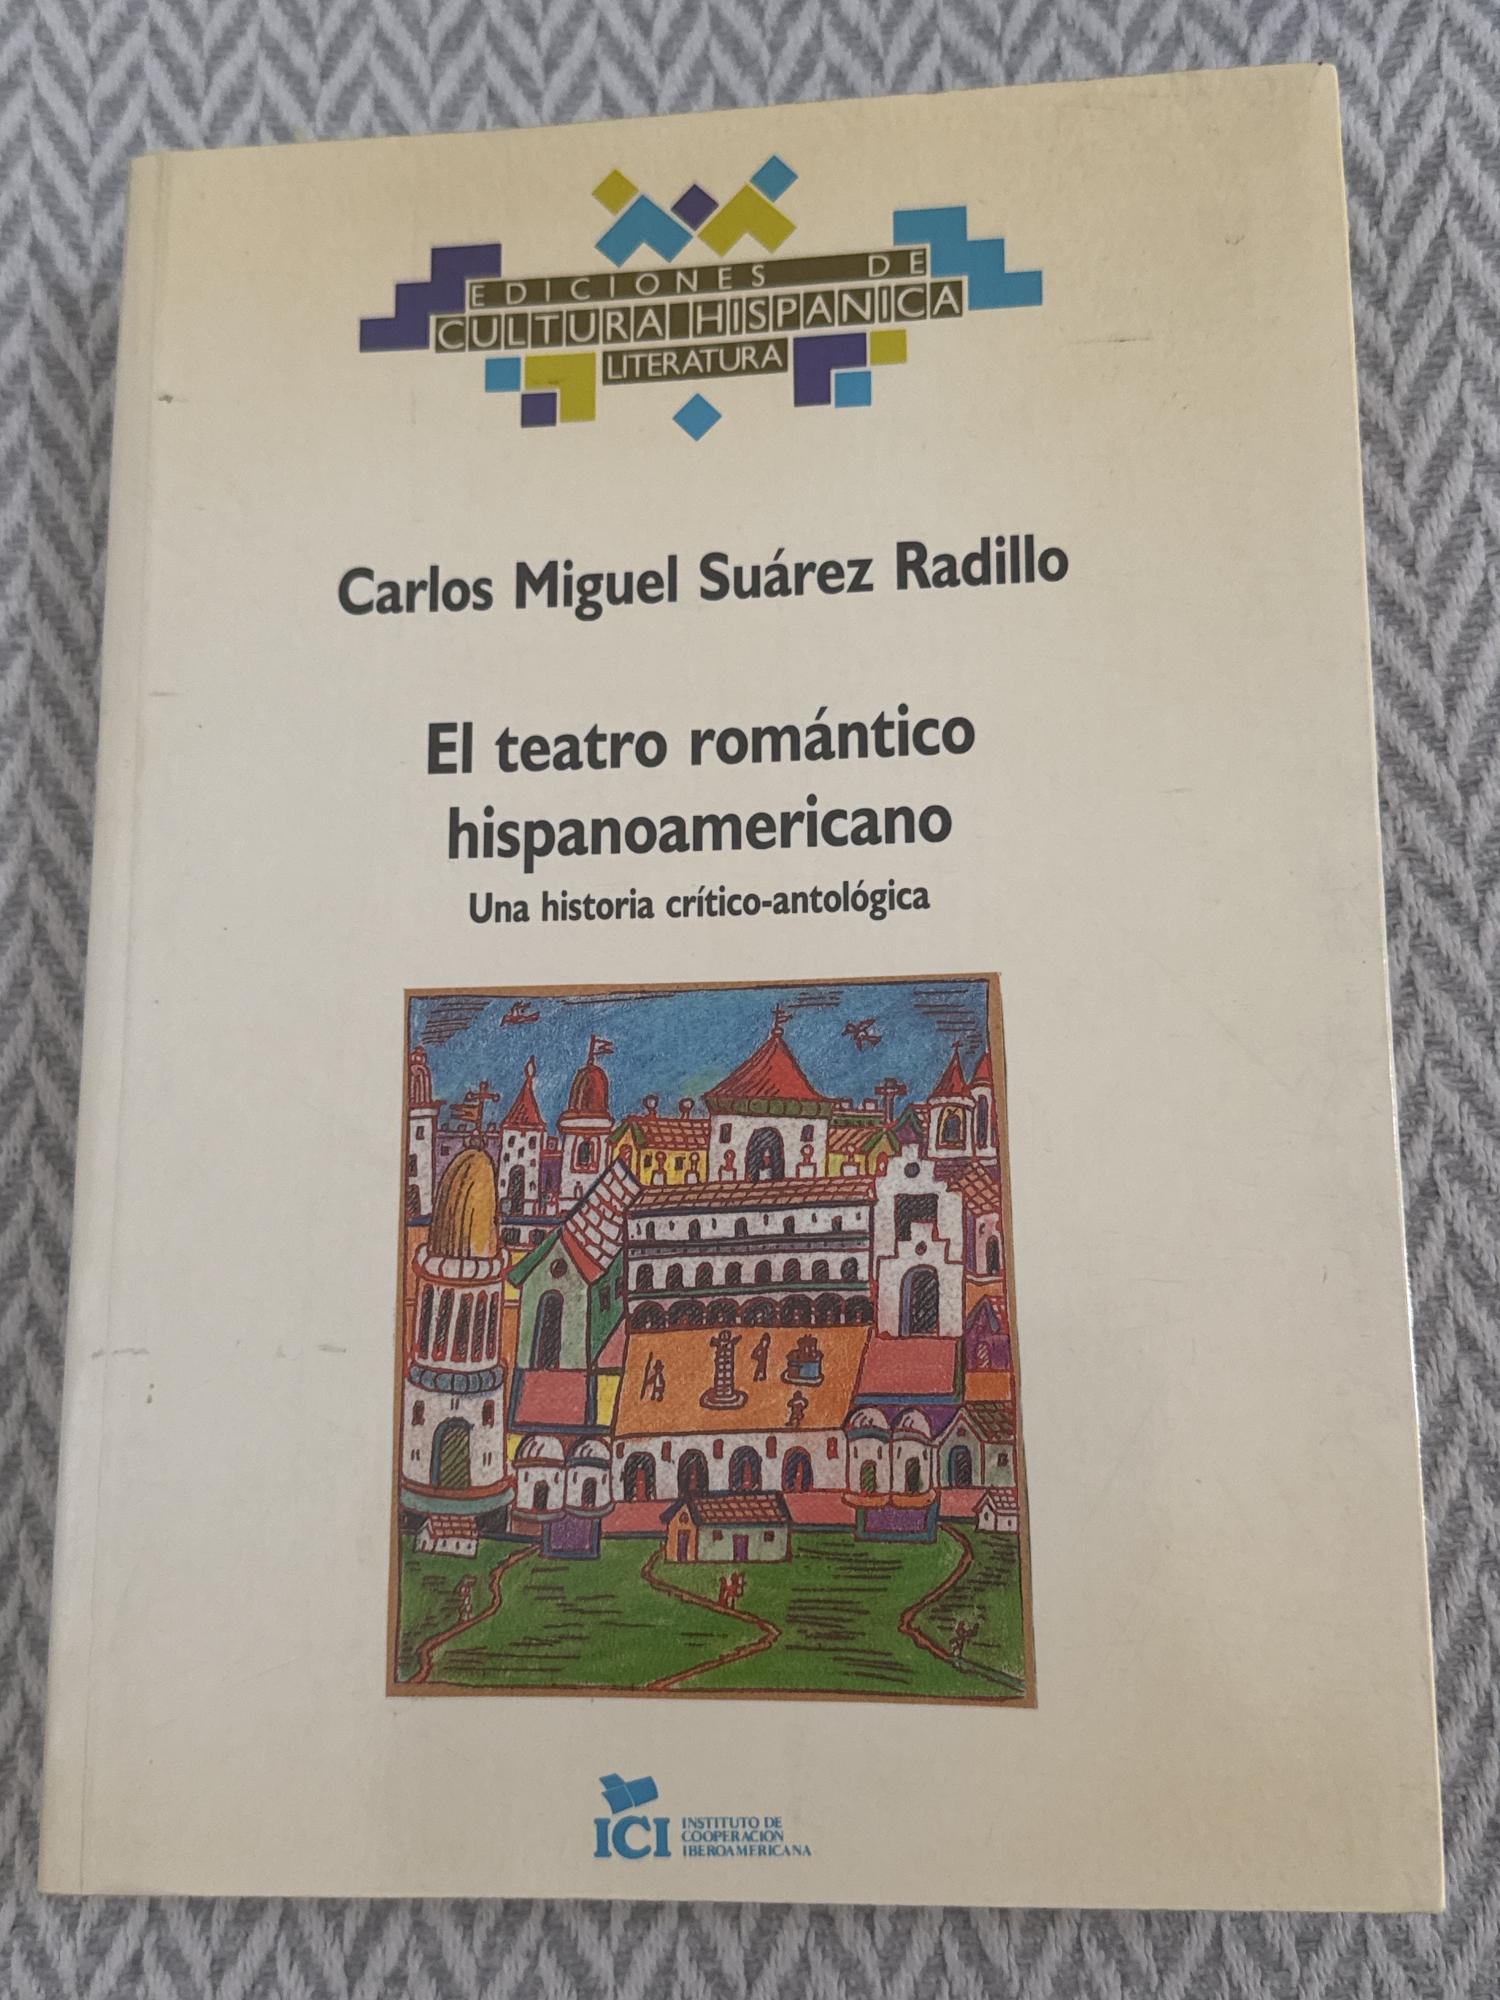 EDICIONES DE
CULTURA HISPANICA
LITERATURA
Carlos Miguel Suárez Radillo
El teatro romántico
hispanoamericano
Una historia crítico-antológica
ICI
INSTITUTO DE
COOPERACION
IBEROAMERICANA